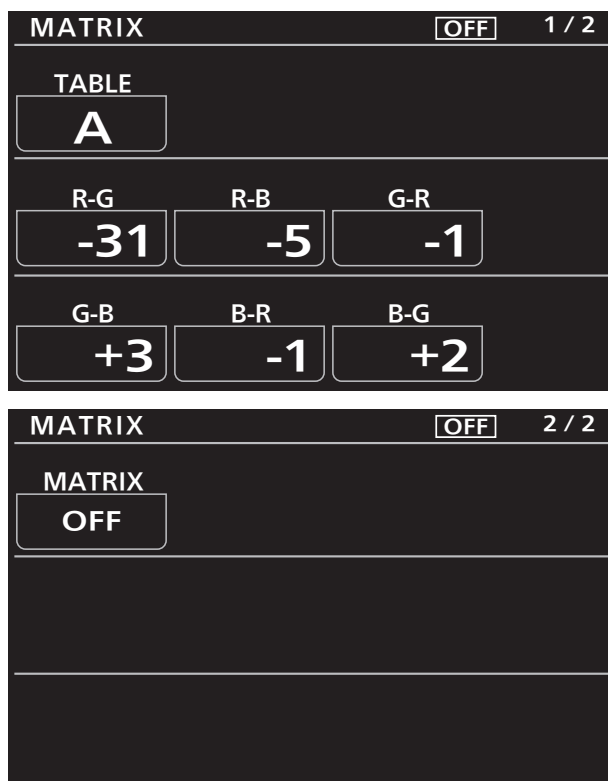 MATRIX OFF 1 / 2
TABLE
A
R-G R-B G-R
-31 -5 -1
G-B B-R B-G
+3 -1 +2
MATRIX OFF 2 / 2
MATRIX
OFF